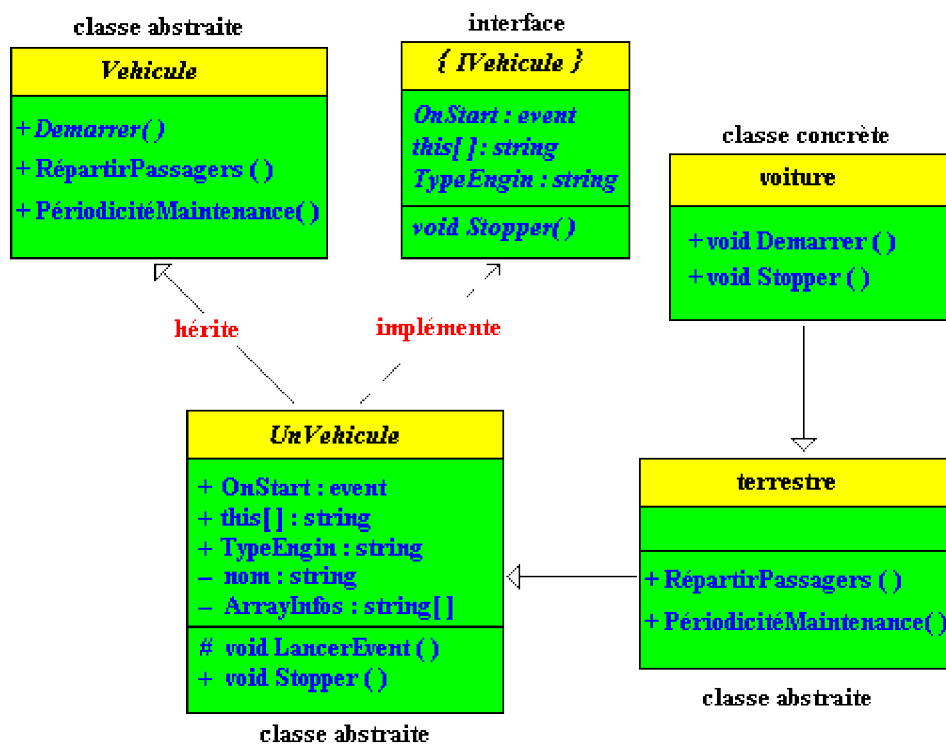 classe abstraite
Vehicule
+ Demarrer( )
+ RépartirPassagers ( )
+ PériodicitéMaintenance( )
interface
{ IVehicule }
OnStart : event
this[ ] : string
TypeEngin : string
void Stopper( )
classe concrète
voiture
+ void Demarrer ( )
+ void Stopper ( )
hérite
implémente
UnVehicule
+ OnStart : event
+ this[ ] : string
+ TypeEngin : string
– nom : string
– ArrayInfos : string[ ]
# void LancerEvent ( )
+ void Stopper ( )
classe abstraite
terrestre
+ RépartirPassagers ( )
+ PériodicitéMaintenance( )
classe abstraite